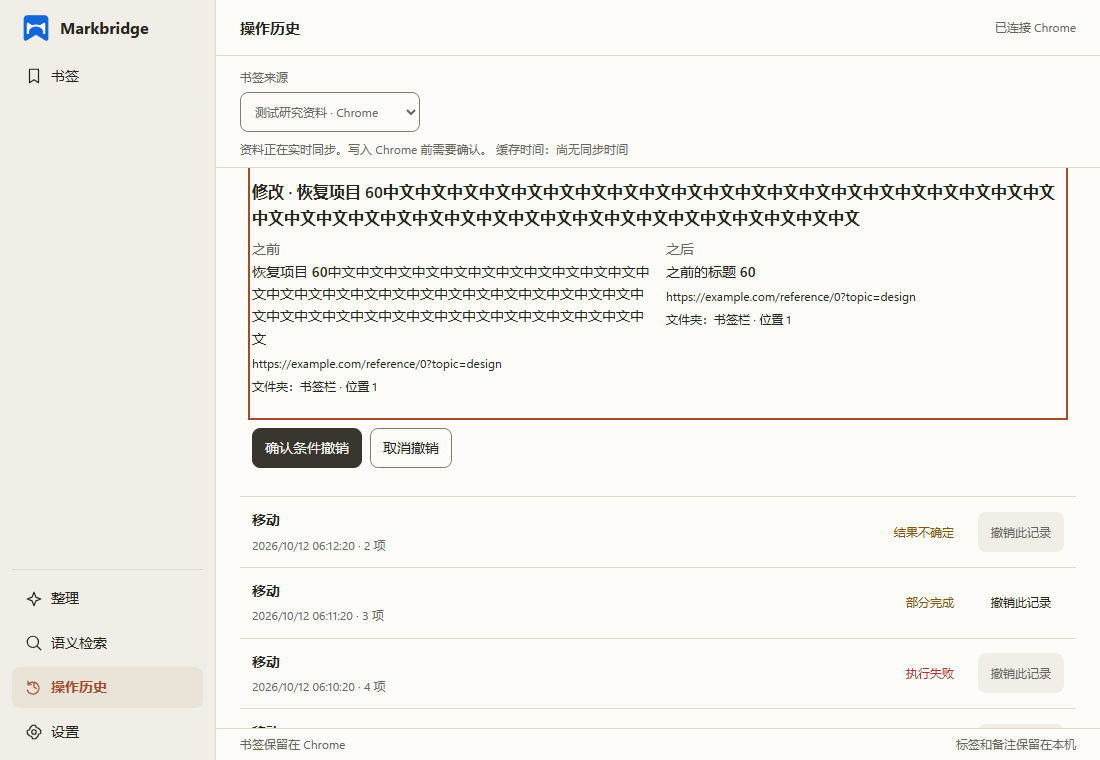 Markbridge
书签
整理
语义检索
操作历史
设置
操作历史
已连接 Chrome
书签来源
测试研究资料 · Chrome
资料正在实时同步。写入 Chrome 前需要确认。 缓存时间：尚无同步时间
修改 · 恢复项目 60中文中文中文中文中文中文中文中文中文中文中文中文中文中文中文中文中文中文中文中文中文
中文中文中文中文中文中文中文中文中文中文中文中文中文中文中文中文中文中文中文
之前
恢复项目 60中文中文中文中文中文中文中文中文中文中文中文
中文中文中文中文中文中文中文中文中文中文中文中文中文中文
中文中文中文中文中文中文中文中文中文中文中文中文中文中文
文
https://example.com/reference/0?topic=design
文件夹：书签栏 · 位置 1
之后
之前的标题 60
https://example.com/reference/0?topic=design
文件夹：书签栏 · 位置 1
确认条件撤销
取消撤销
移动
2026/10/12 06:12:20 · 2 项
结果不确定
撤销此记录
移动
2026/10/12 06:11:20 · 3 项
部分完成
撤销此记录
移动
2026/10/12 06:10:20 · 4 项
执行失败
撤销此记录
书签保留在 Chrome
标签和备注保留在本机